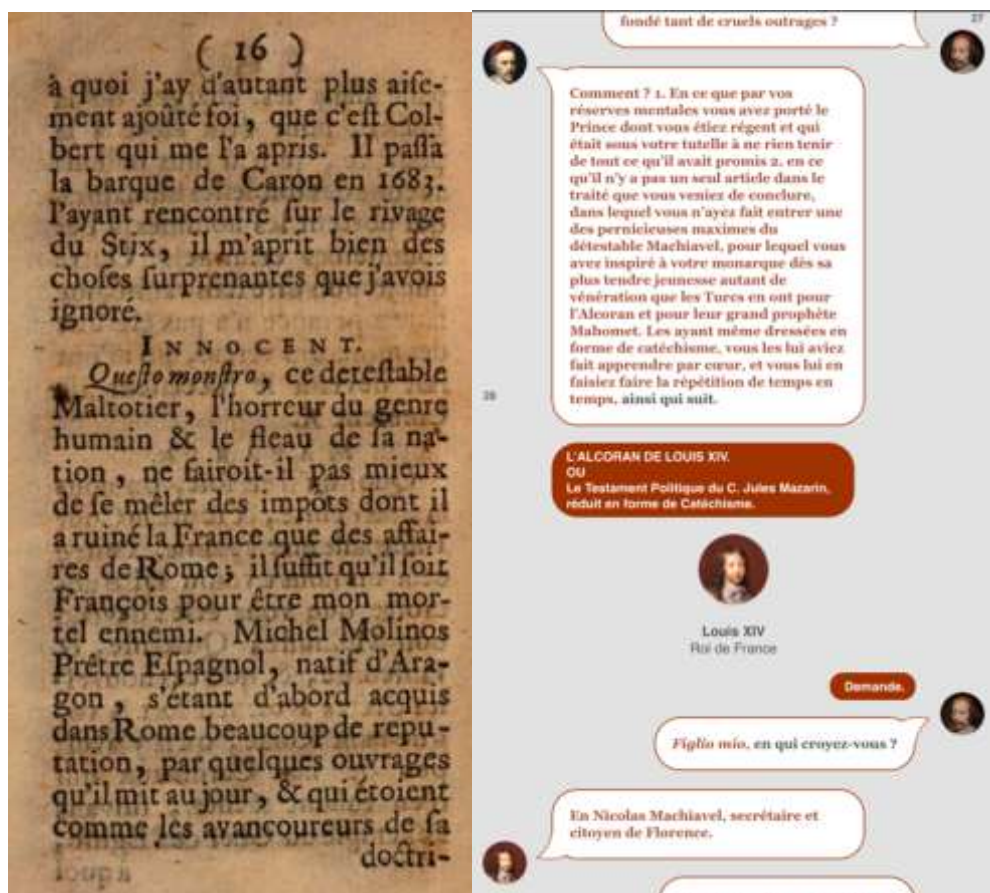 ( 16 )
à quoi j'ay d'autant plus aiſe-
ment ajoûté foi, que c'eſt Col-
bert qui me l'a apris. Il paſſa
la barque de Caron en 1683.
l'ayant rencontré ſur le rivage
du Stix, il m'aprit bien des
choſes ſurprenantes que j'avois
ignoré.
INNOCENT.
Queſto monſtro, ce deteſtable
Maltotier, l'horreur du genre
humain & le fleau de ſa na-
tion, ne ſairoit-il pas mieux
de ſe mêler des impôts dont il
a ruiné la France que des affai-
res de Rome; il ſuffit qu'il ſoit
François pour être mon mor-
tel ennemi. Michel Molinos
Prêtre Eſpagnol, natif d'Ara-
gon, s'étant d'abord acquis
dans Rome beaucoup de repu-
tation, par quelques ouvrages
qu'il mit au jour, & qui étoient
comme les avancoureurs de ſa
doctri-
fondé tant de cruels outrages ?
27
Comment ? 1. En ce que par vos
réserves mentales vous avez porté le
Prince dont vous étiez régent et qui
était sous votre tutelle à ne rien tenir
de tout ce qu'il avait promis 2. en ce
qu'il n'y a pas un seul article dans le
traité que vous veniez de conclure,
dans lequel vous n'ayez fait entrer une
des pernicieuses maximes du
détestable Machiavel, pour lequel vous
avez inspiré à votre monarque dès sa
plus tendre jeunesse autant de
vénération que les Turcs en ont pour
l'Alcoran et pour leur grand prophète
Mahomet. Les ayant même dressées en
forme de catéchisme, vous les lui aviez
fait apprendre par cœur, et vous lui en
faisiez faire la répétition de temps en
temps, ainsi qui suit.
28
L'ALCORAN DE LOUIS XIV.
OU
Le Testament Politique du C. Jules Mazarin,
réduit en forme de Catéchisme.
Louis XIV
Roi de France
Demande.
Figlio mio, en qui croyez-vous ?
En Nicolas Machiavel, secrétaire et
citoyen de Florence.